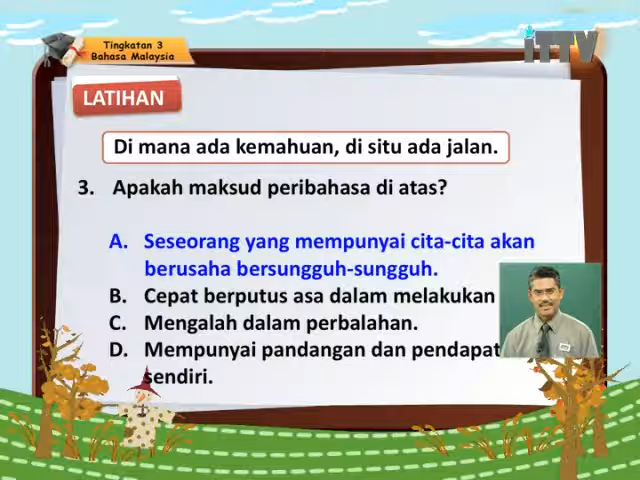 Tingkatan 3
Bahasa Malaysia
iTTV
LATIHAN
Di mana ada kemahuan, di situ ada jalan.
3. Apakah maksud peribahasa di atas?
A. Seseorang yang mempunyai cita-cita akan
berusaha bersungguh-sungguh.
B. Cepat berputus asa dalam melakukan
C. Mengalah dalam perbalahan.
D. Mempunyai pandangan dan pendapat
sendiri.